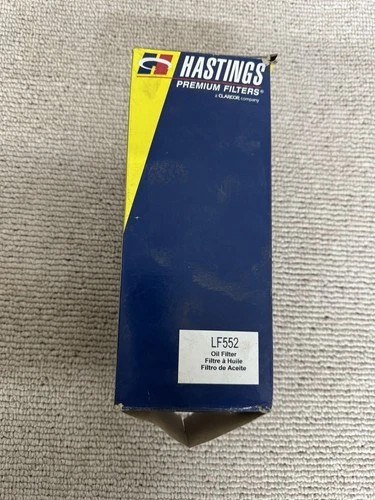 HASTINGS
PREMIUM FILTERS®
a CLARCOR company
LF552
Oil Filter
Filtre à Huile
Filtro de Aceite